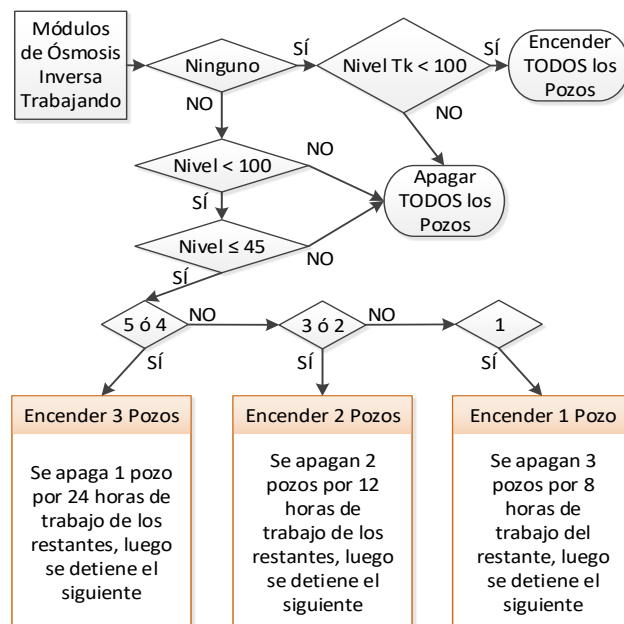 Módulos
de Ósmosis
Inversa
Trabajando
Ninguno
SÍ
Nivel Tk < 100
SÍ
Encender
TODOS los
Pozos
NO
NO
Nivel < 100
NO
Apagar
TODOS los
Pozos
SÍ
Nivel ≤ 45
NO
SÍ
5 ó 4
NO
3 ó 2
NO
1
SÍ
SÍ
SÍ
Encender 3 Pozos
Se apaga 1 pozo
por 24 horas de
trabajo de los
restantes, luego
se detiene el
siguiente
Encender 2 Pozos
Se apagan 2
pozos por 12
horas de
trabajo de los
restantes, luego
se detiene el
siguiente
Encender 1 Pozo
Se apagan 3
pozos por 8
horas de
trabajo del
restante, luego
se detiene el
siguiente